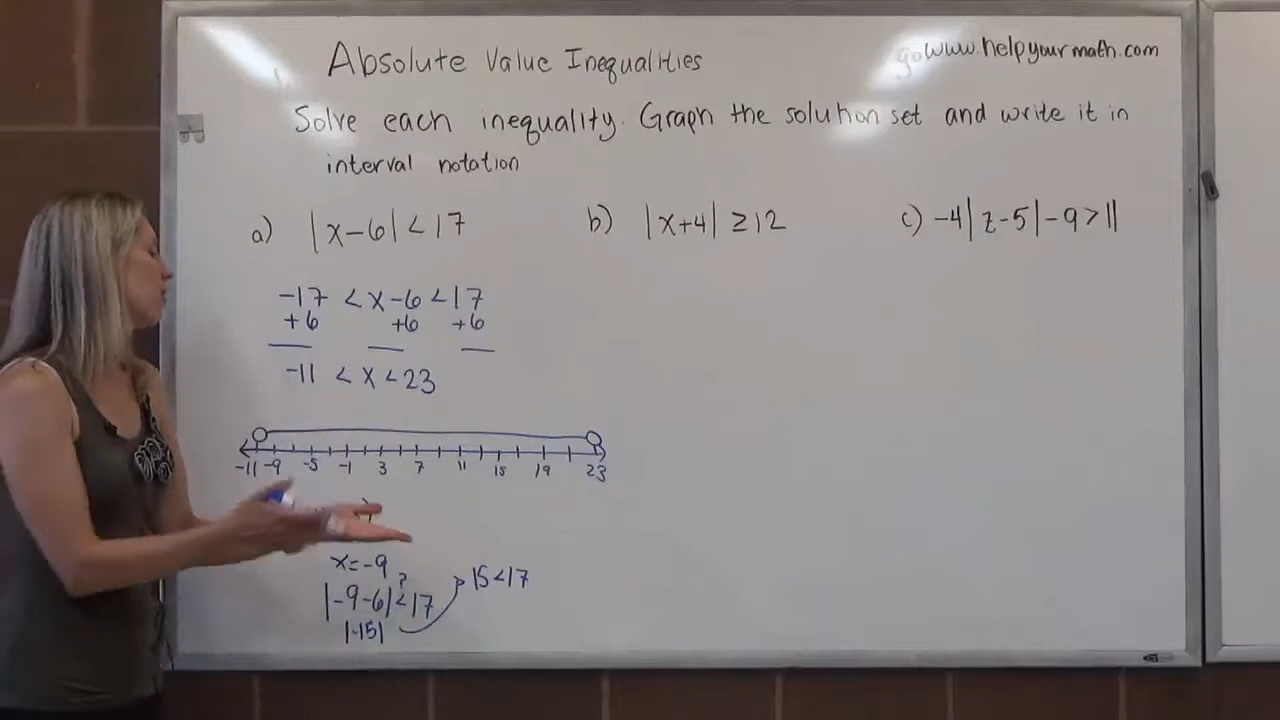 Absolute Value Inequalities
www.helpyourmath.com
Solve each inequality. Graph the solution set and write it in
interval notation
a) |x-6| < 17
b) |x+4| ≥ 12
c) -4|z-5| - 9 > 11
-17 < x - 6 < 17
+6 +6 +6
-11 < x < 23
-11 -9 -5 -1 3 7 11 15 19 23
x = -9
|-9-6| <? 17
15 < 17
|-15|